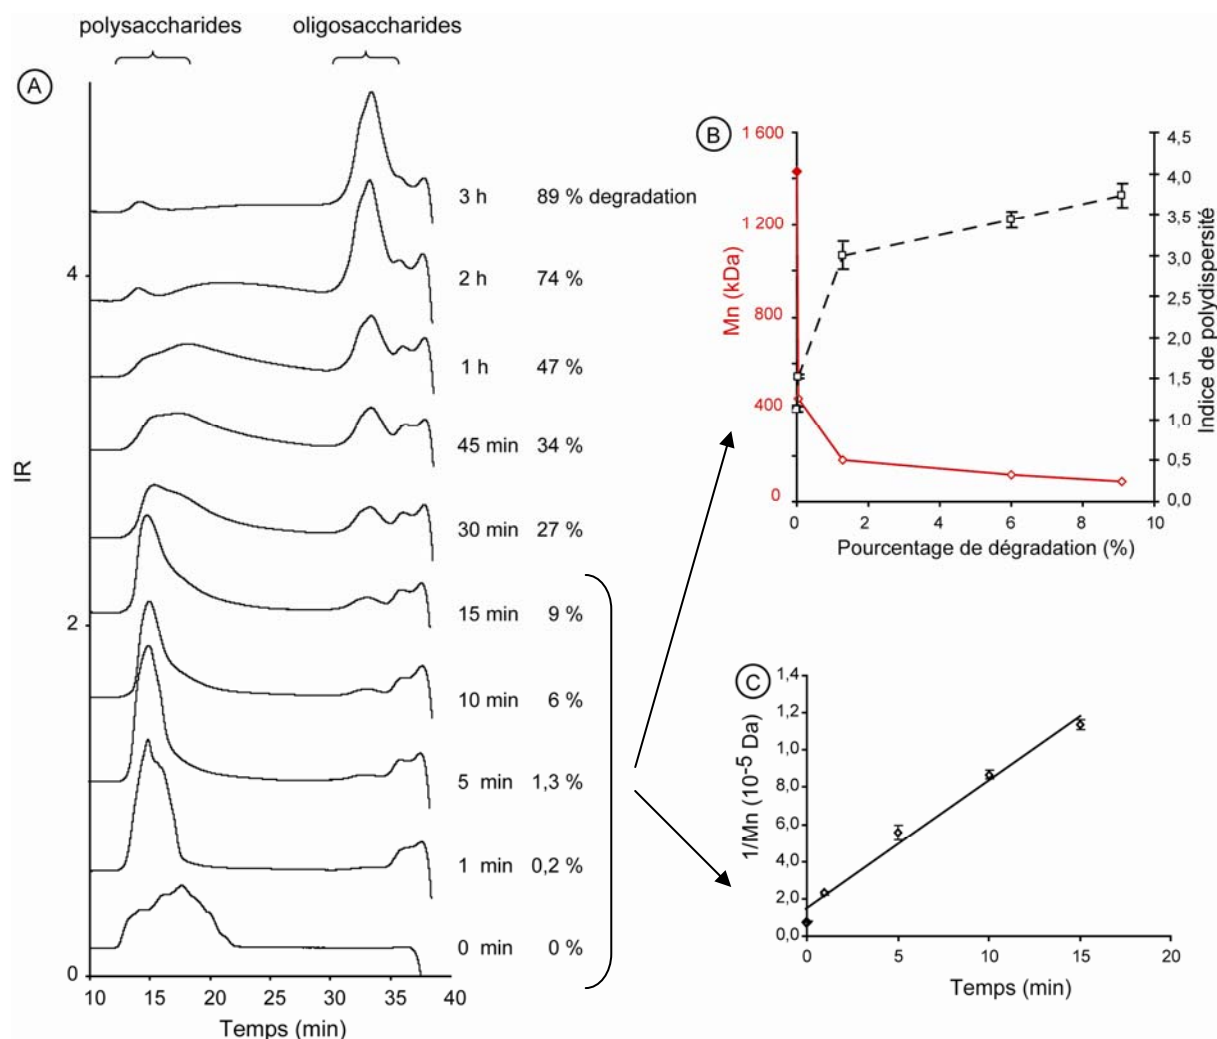 polysaccharides oligosaccharides
A
IR
4
2
0
3 h 89 % degradation
2 h 74 %
1 h 47 %
45 min 34 %
30 min 27 %
15 min 9 %
10 min 6 %
5 min 1,3 %
1 min 0,2 %
0 min 0 %
10 15 20 25 30 35 40
Temps (min)
B
Mn (kDa)
1 600
1 200
800
400
0
4,5
4,0
3,5
3,0
2,5
2,0
1,5
1,0
0,5
0,0
Indice de polydispersité
0 2 4 6 8 10
Pourcentage de dégradation (%)
C
1/Mn (10-5 Da)
1,4
1,2
1,0
8,0
6,0
4,0
2,0
0,0
0 5 10 15 20
Temps (min)